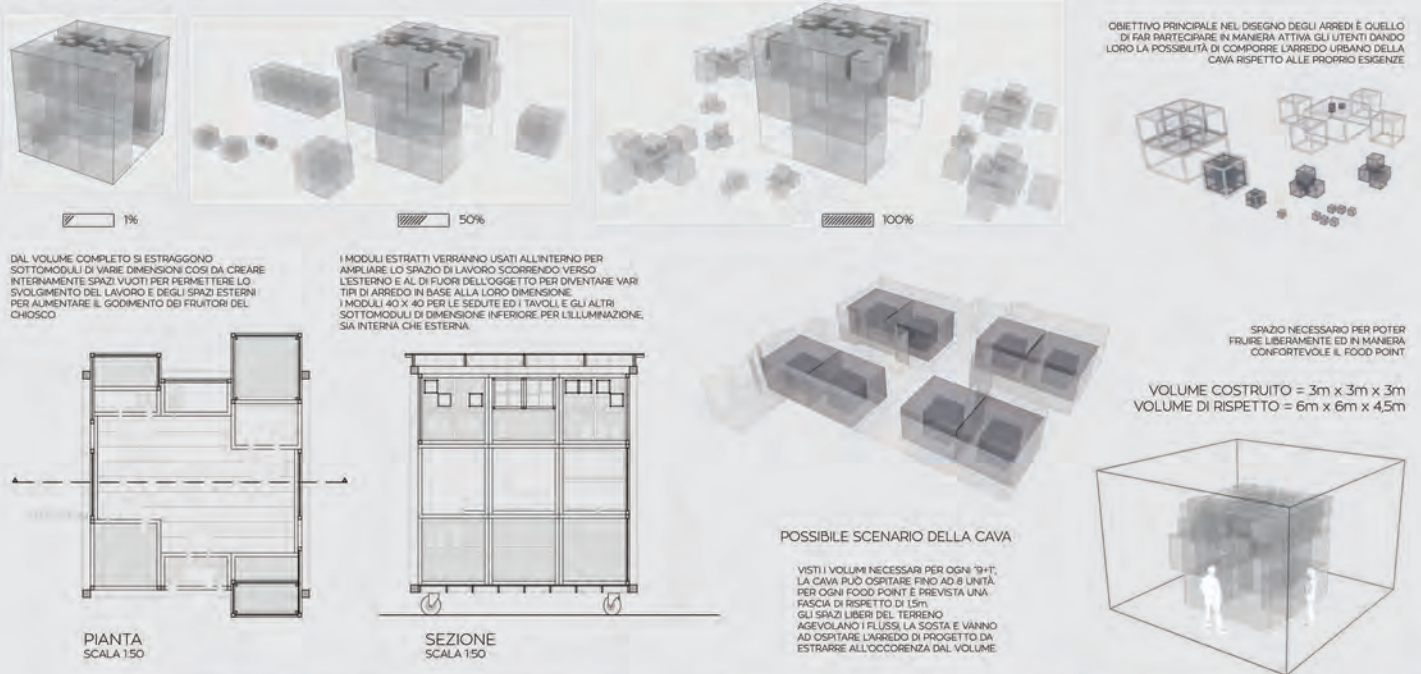 1%
50%
100%
OBIETTIVO PRINCIPALE NEL DISEGNO DEGLI ARREDI È QUELLO
DI FAR PARTECIPARE IN MANIERA ATTIVA GLI UTENTI DANDO
LORO LA POSSIBILITÀ DI COMPORRE L'ARREDO URBANO DELLA
CAVA RISPETTO ALLE PROPRIO ESIGENZE
DAL VOLUME COMPLETO SI ESTRAGGONO
SOTTOMODULI DI VARIE DIMENSIONI COSI DA CREARE
INTERNAMENTE SPAZI VUOTI PER PERMETTERE LO
SVOLGIMENTO DEL LAVORO E DEGLI SPAZI ESTERNI
PER AUMENTARE IL GODIMENTO DEI FRUITORI DEL
CHIOSCO
I MODULI ESTRATTI VERRANNO USATI ALL'INTERNO PER
AMPLIARE LO SPAZIO DI LAVORO SCORRENDO VERSO
L'ESTERNO E AL DI FUORI DELL'OGGETTO PER DIVENTARE VARI
TIPI DI ARREDO IN BASE ALLA LORO DIMENSIONE.
I MODULI 40 X 40 PER LE SEDUTE ED I TAVOLI, E GLI ALTRI
SOTTOMODULI DI DIMENSIONE INFERIORE PER L'ILLUMINAZIONE,
SIA INTERNA CHE ESTERNA.
PIANTA
SCALA 1:50
SEZIONE
SCALA 1:50
POSSIBILE SCENARIO DELLA CAVA
VISTI I VOLUMI NECESSARI PER OGNI "9+1",
LA CAVA PUÒ OSPITARE FINO AD 8 UNITÀ.
PER OGNI FOOD POINT È PREVISTA UNA
FASCIA DI RISPETTO DI 1,5m.
GLI SPAZI LIBERI DEL TERRENO
AGEVOLANO I FLUSSI, LA SOSTA E VANNO
AD OSPITARE L'ARREDO DI PROGETTO DA
ESTRARRE ALL'OCCORENZA DAL VOLUME.
SPAZIO NECESSARIO PER POTER
FRUIRE LIBERAMENTE ED IN MANIERA
CONFORTEVOLE IL FOOD POINT
VOLUME COSTRUITO = 3m x 3m x 3m
VOLUME DI RISPETTO = 6m x 6m x 4,5m